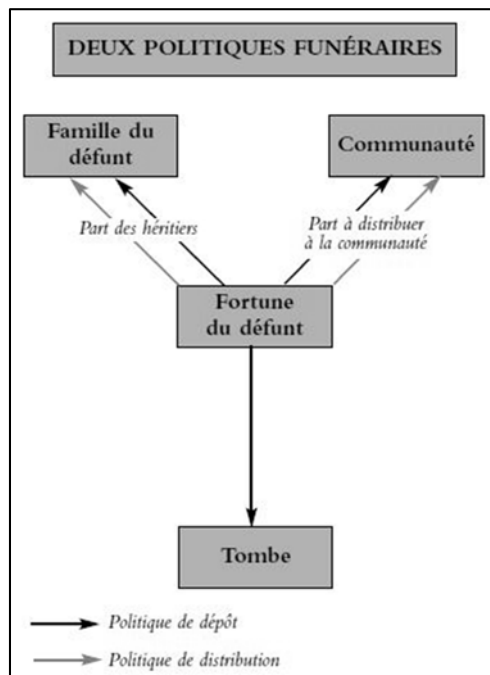 DEUX POLITIQUES FUNÉRAIRES
Famille du
défunt
Communauté
Part des héritiers
Part à distribuer
à la communauté
Fortune
du défunt
Tombe
Politique de dépôt
Politique de distribution